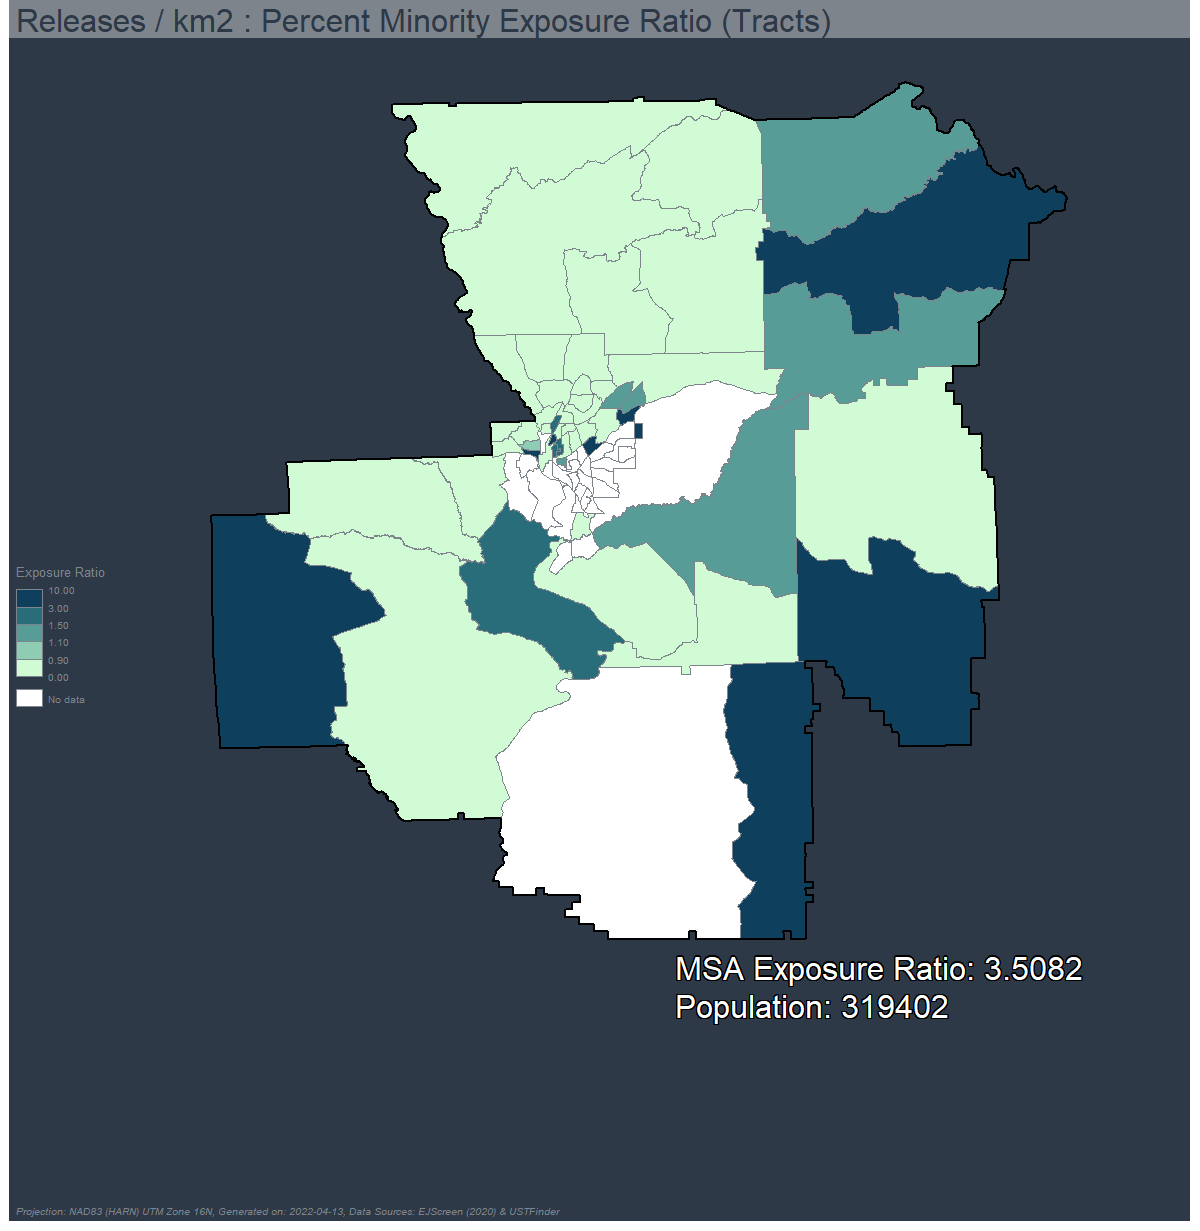 Releases / km2 : Percent Minority Exposure Ratio (Tracts)
Exposure Ratio
10.00
3.00
1.50
1.10
0.90
0.00
No data
MSA Exposure Ratio: 3.5082
Population: 319402
Projection: NAD83 (HARN) UTM Zone 16N, Generated on: 2022-04-13, Data Sources: EJScreen (2020) & USTFinder